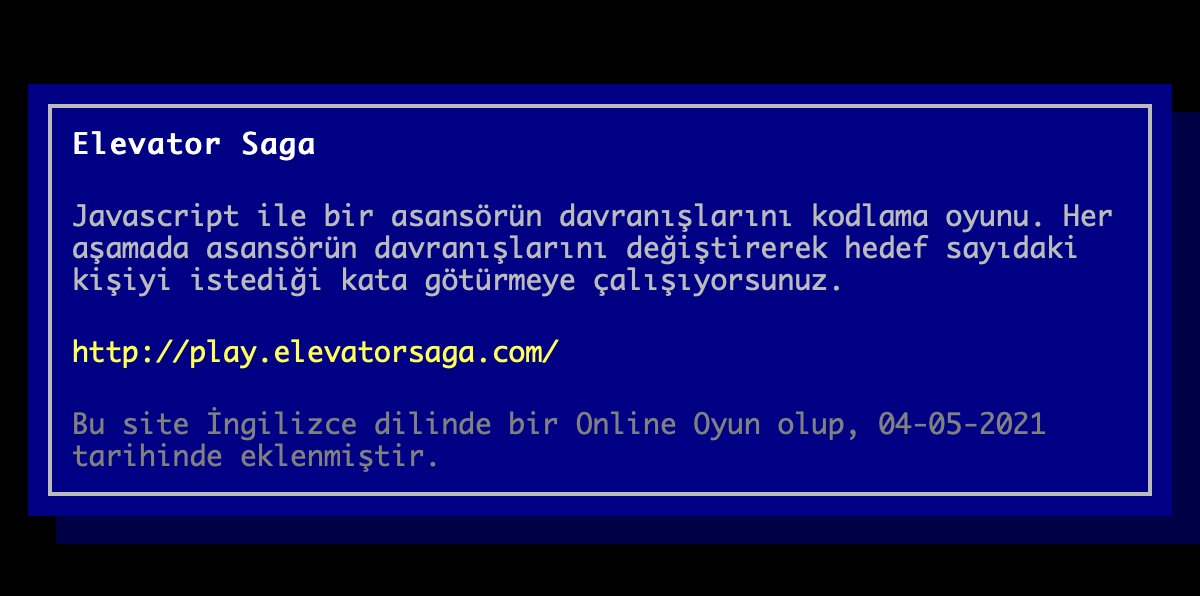 Elevator Saga
Javascript ile bir asansörün davranışlarını kodlama oyunu. Her
aşamada asansörün davranışlarını değiştirerek hedef sayıdaki
kişiyi istediği kata götürmeye çalışıyorsunuz.
http://play.elevatorsaga.com/
Bu site İngilizce dilinde bir Online Oyun olup, 04-05-2021
tarihinde eklenmiştir.